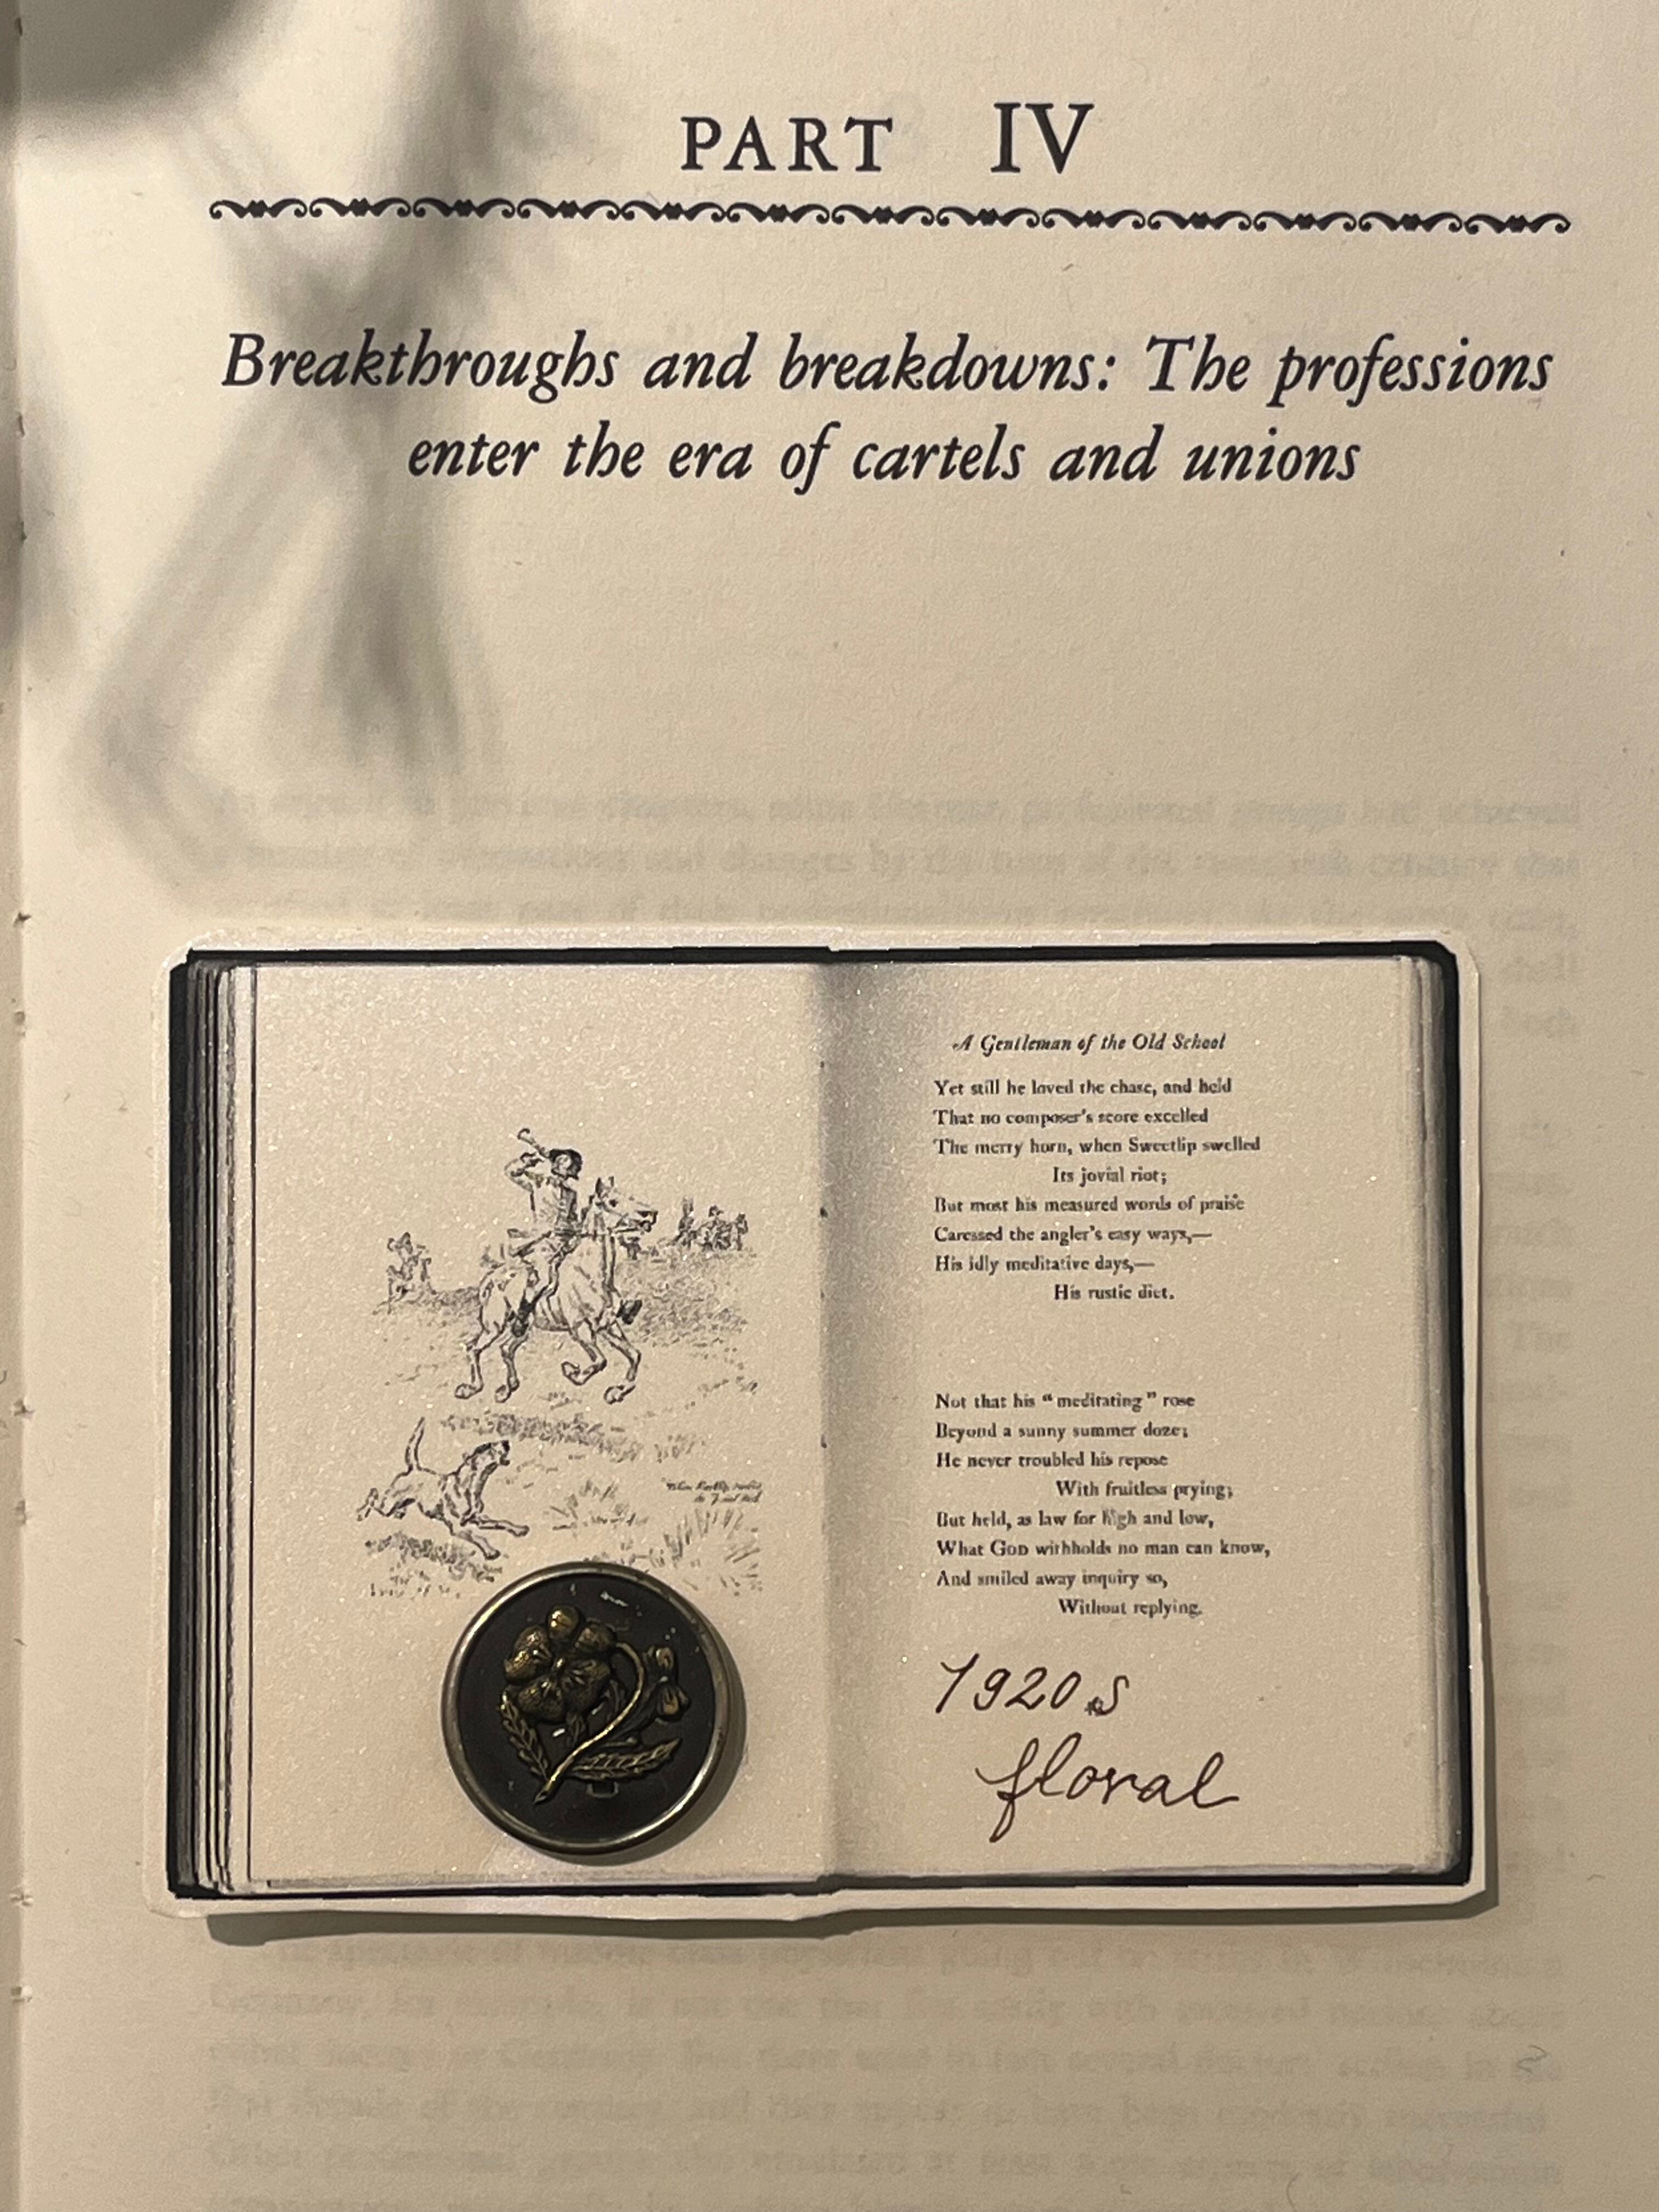 PART IV
Breakthroughs and breakdowns: The professions
enter the era of cartels and unions
A Gentleman of the Old School
Yet still he loved the chase, and held
That no composer's score excelled
The merry horn, when Sweetlip swelled
Its jovial riot;
But most his measured words of praise
Caressed the angler's easy ways,—
His idly meditative days,—
His rustic diet.
Not that his “meditating” rose
Beyond a sunny summer doze;
He never troubled his repose
With fruitless prying;
But held, as law for high and low,
What GOD withholds no man can know,
And smiled away inquiry so,
Without replying.
1920s
floral